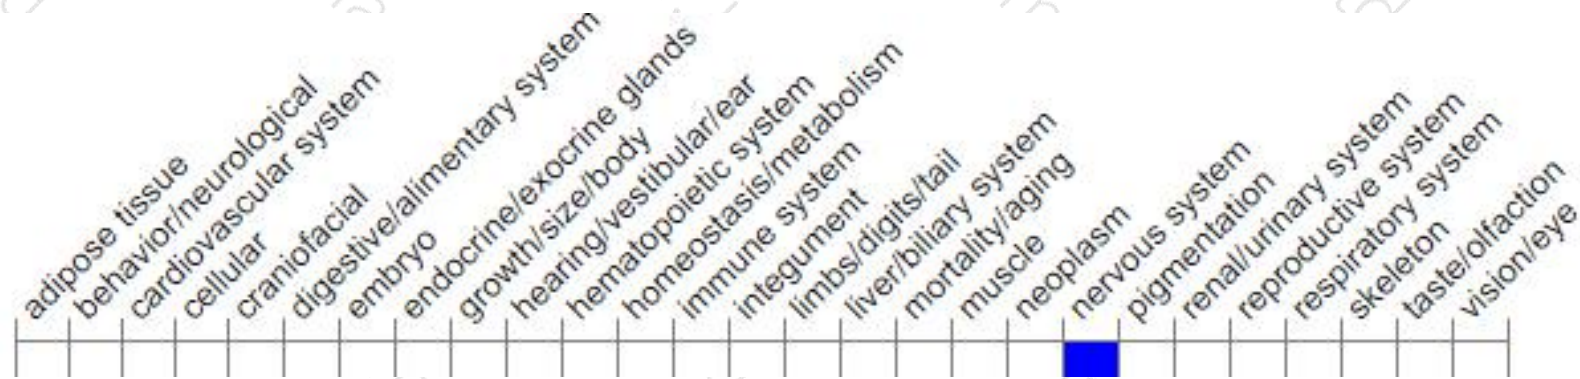 adipose tissue
behavior/neurological
cardiovascular system
cellular
craniofacial
digestive/alimentary system
embryo
endocrine/exocrine glands
growth/size/body
hearing/vestibular/ear
hematopoietic system
homeostasis/metabolism
immune system
integument
limbs/digits/tail
liver/biliary system
mortality/aging
muscle
neoplasm
nervous system
pigmentation
renal/urinary system
reproductive system
respiratory system
skeleton
taste/olfaction
vision/eye